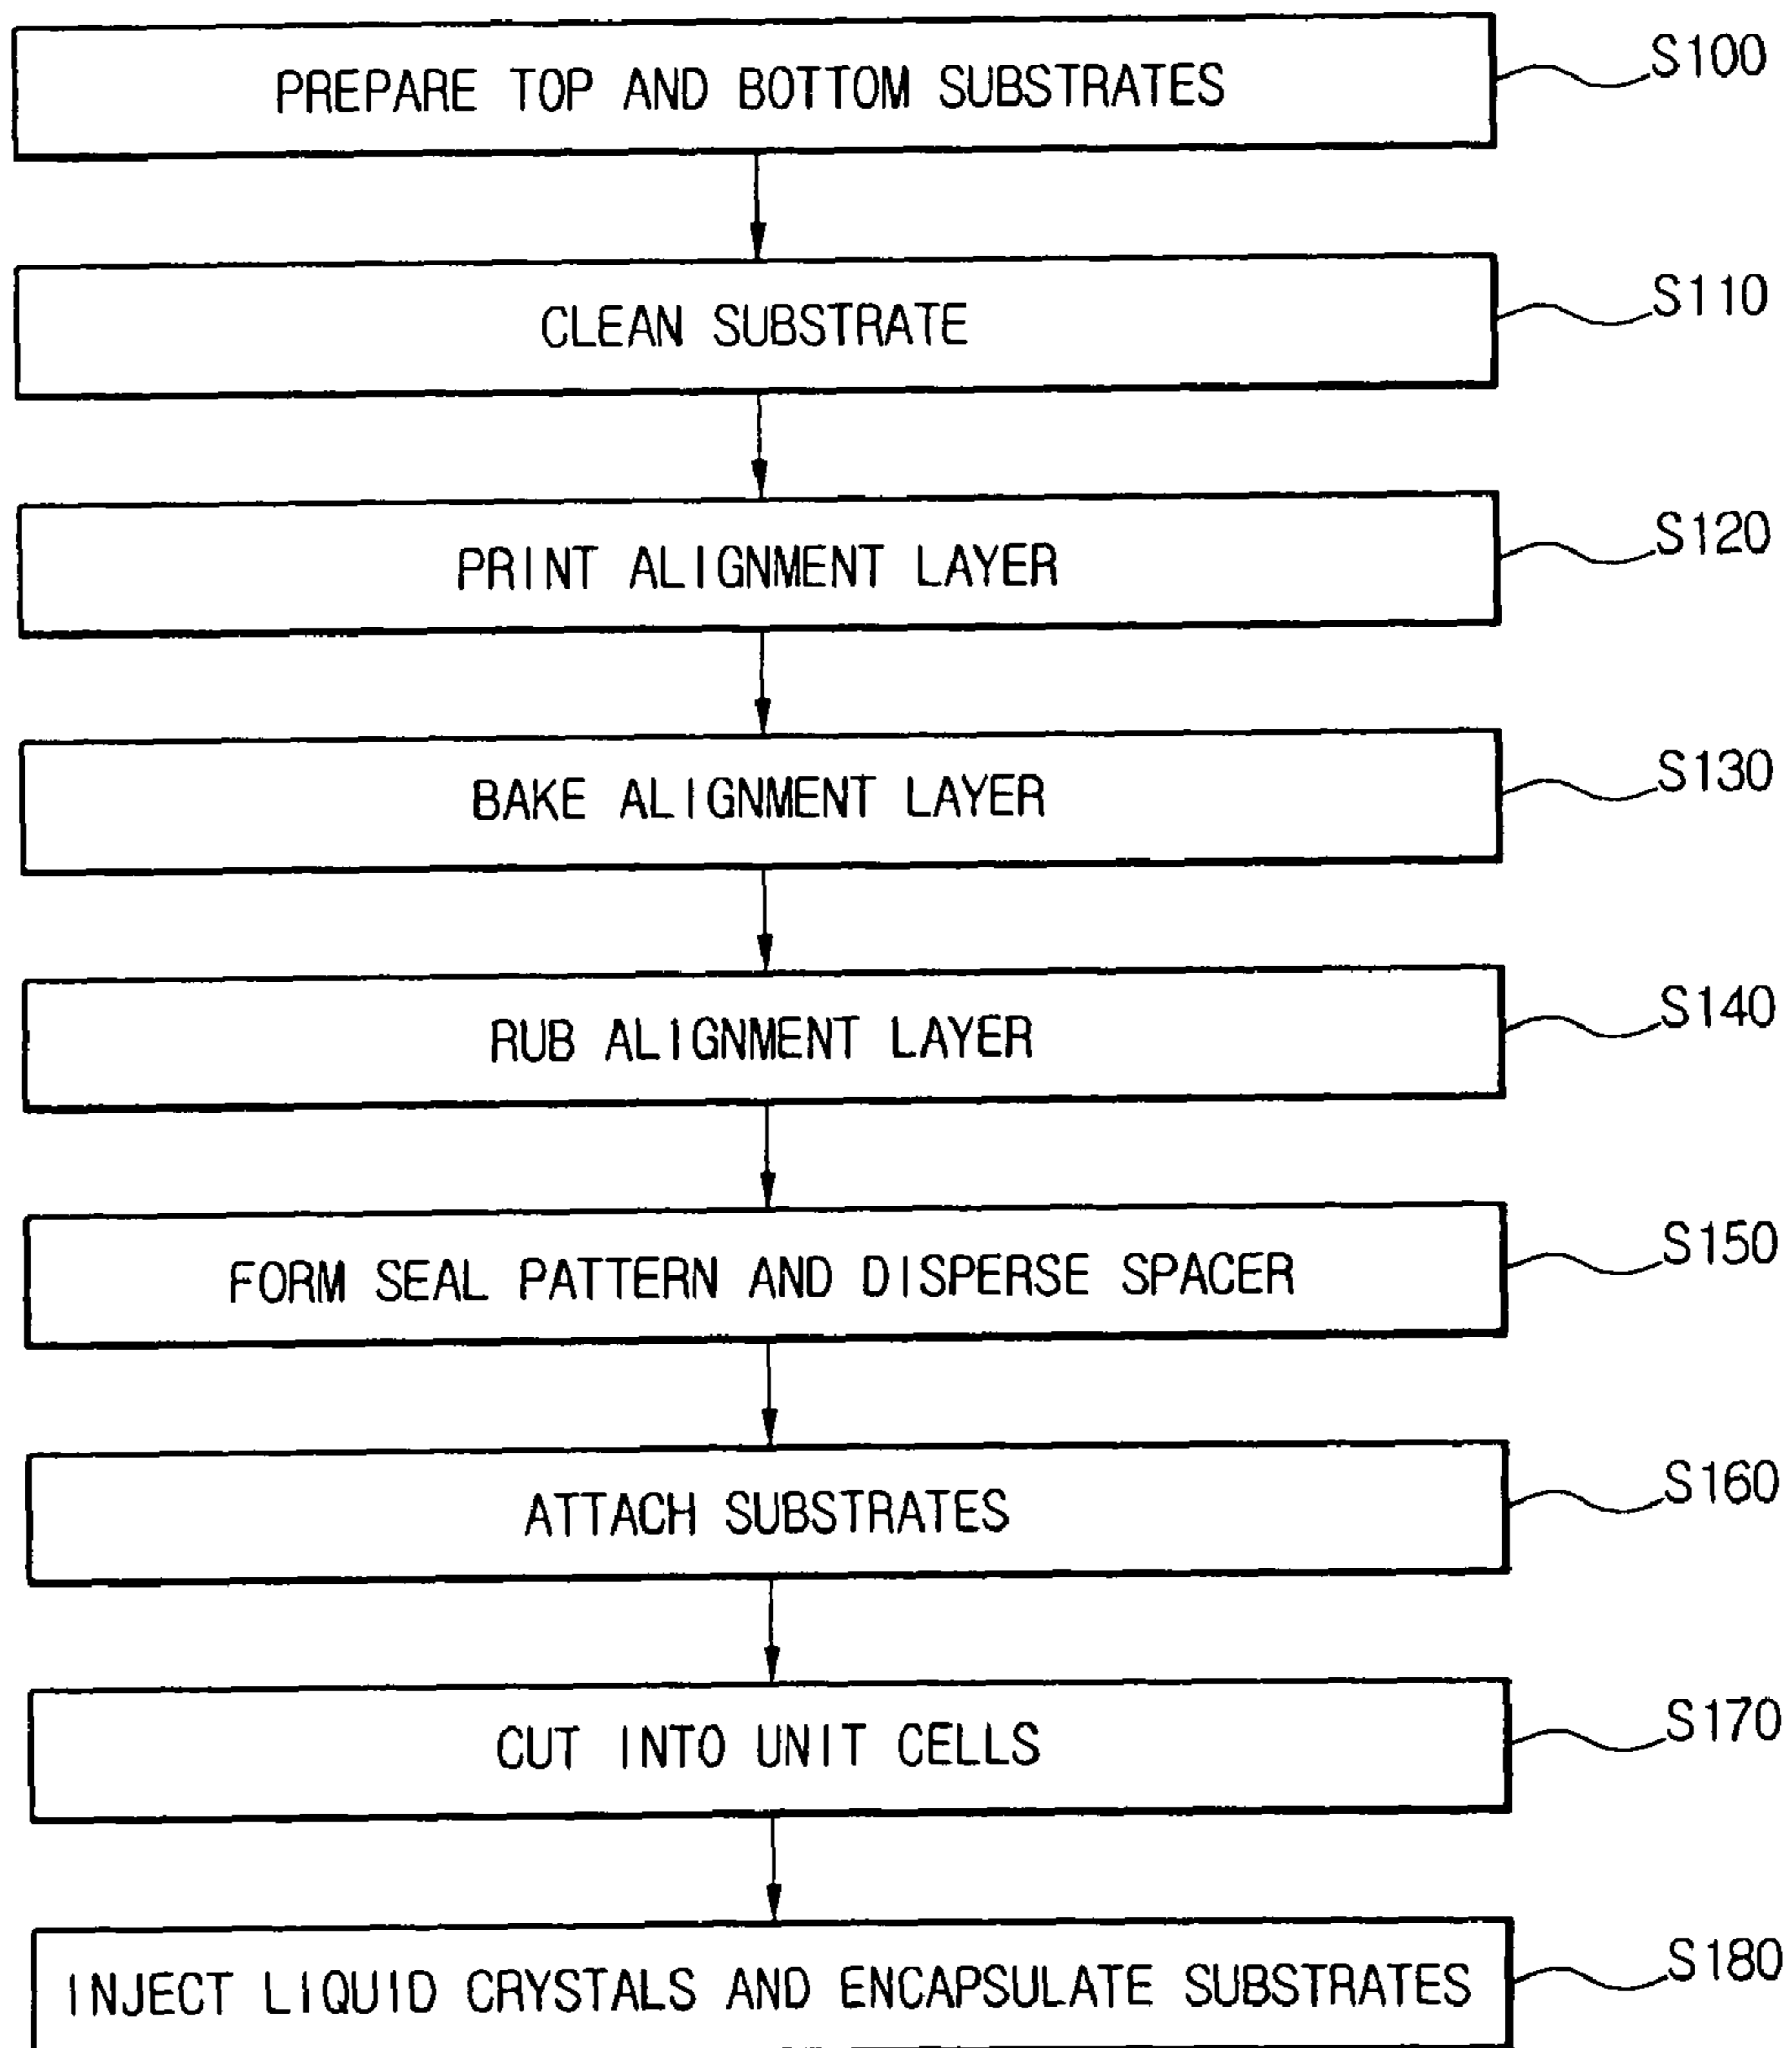 PREPARE TOP AND BOTTOM SUBSTRATES S100
CLEAN SUBSTRATE S110
PRINT ALIGNMENT LAYER S120
BAKE ALIGNMENT LAYER S130
RUB ALIGNMENT LAYER S140
FORM SEAL PATTERN AND DISPERSE SPACER S150
ATTACH SUBSTRATES S160
CUT INTO UNIT CELLS S170
INJECT LIQUID CRYSTALS AND ENCAPSULATE SUBSTRATES S180